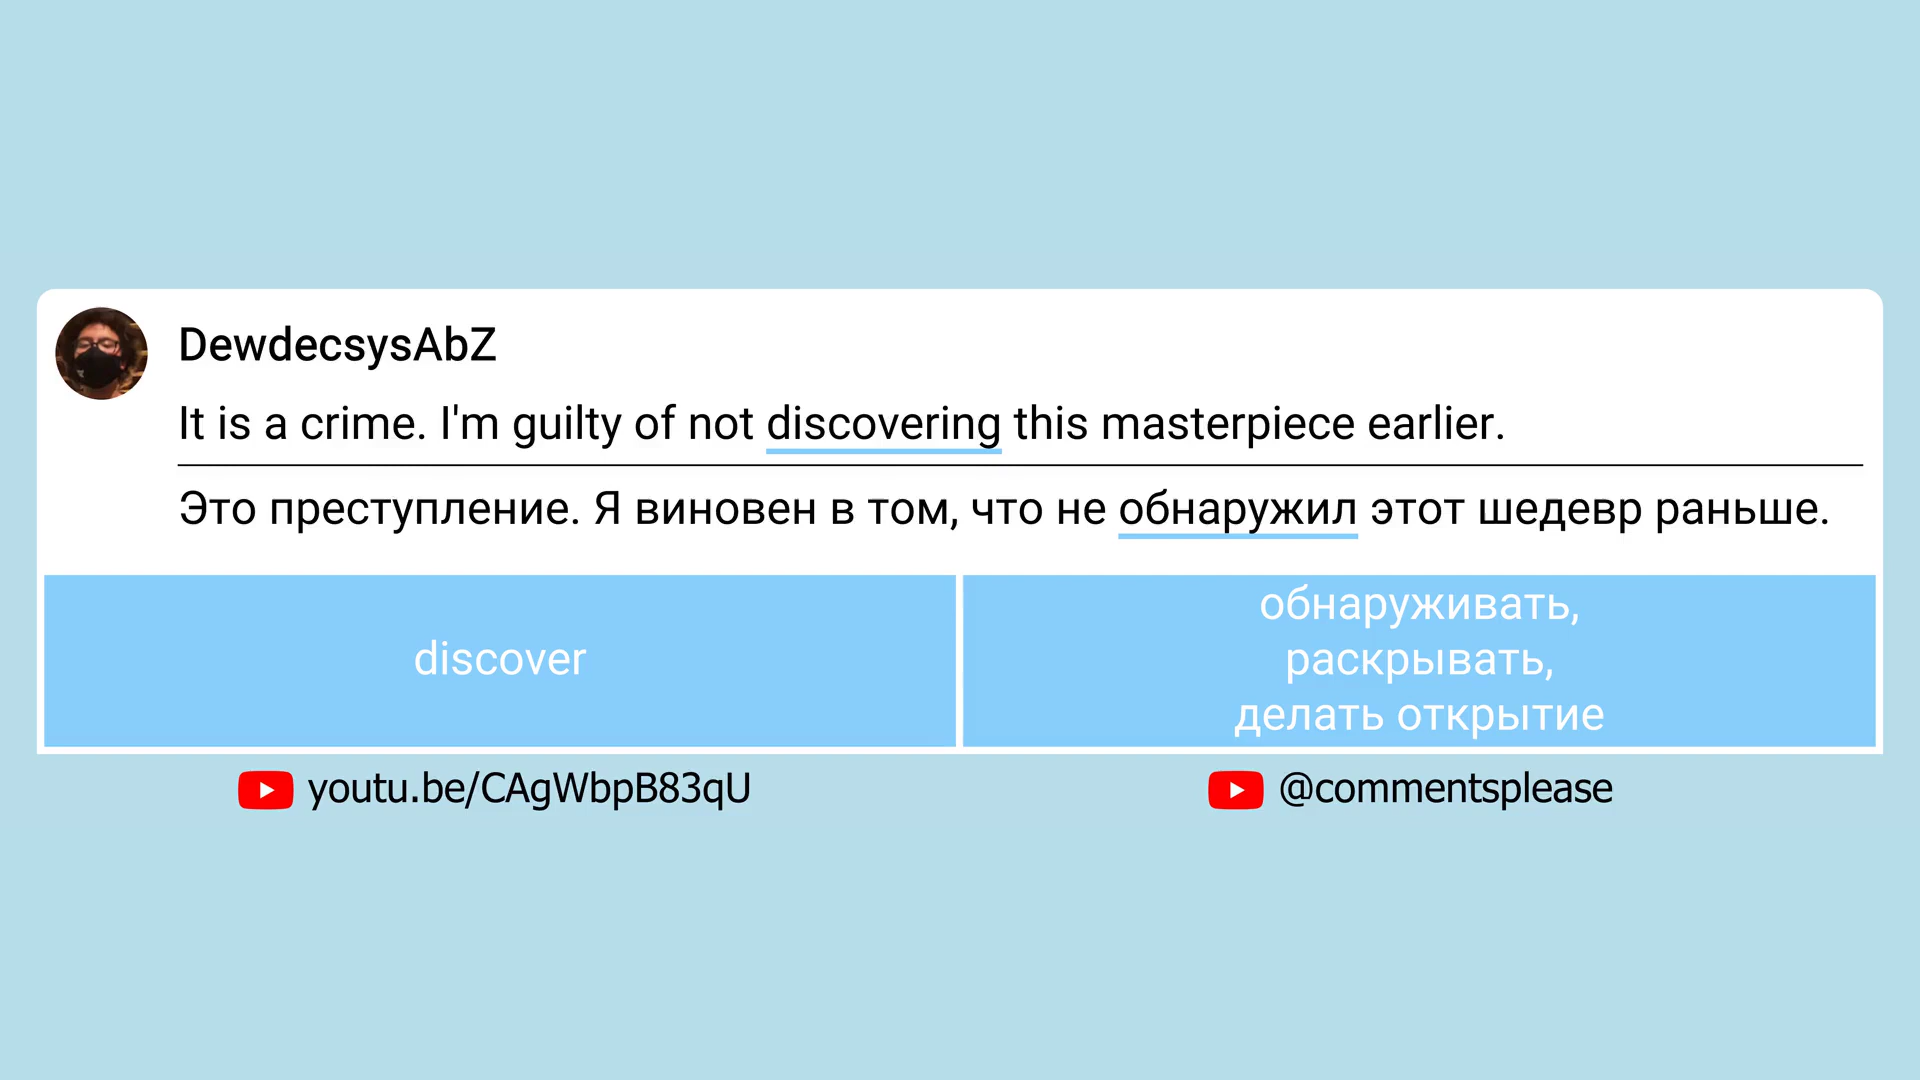 DewdecsysAbZ
It is a crime. I'm guilty of not discovering this masterpiece earlier.
Это преступление. Я виновен в том, что не обнаружил этот шедевр раньше.
discover
обнаруживать,
раскрывать,
делать открытие
youtu.be/CAgWbpB83qU
@commentsplease